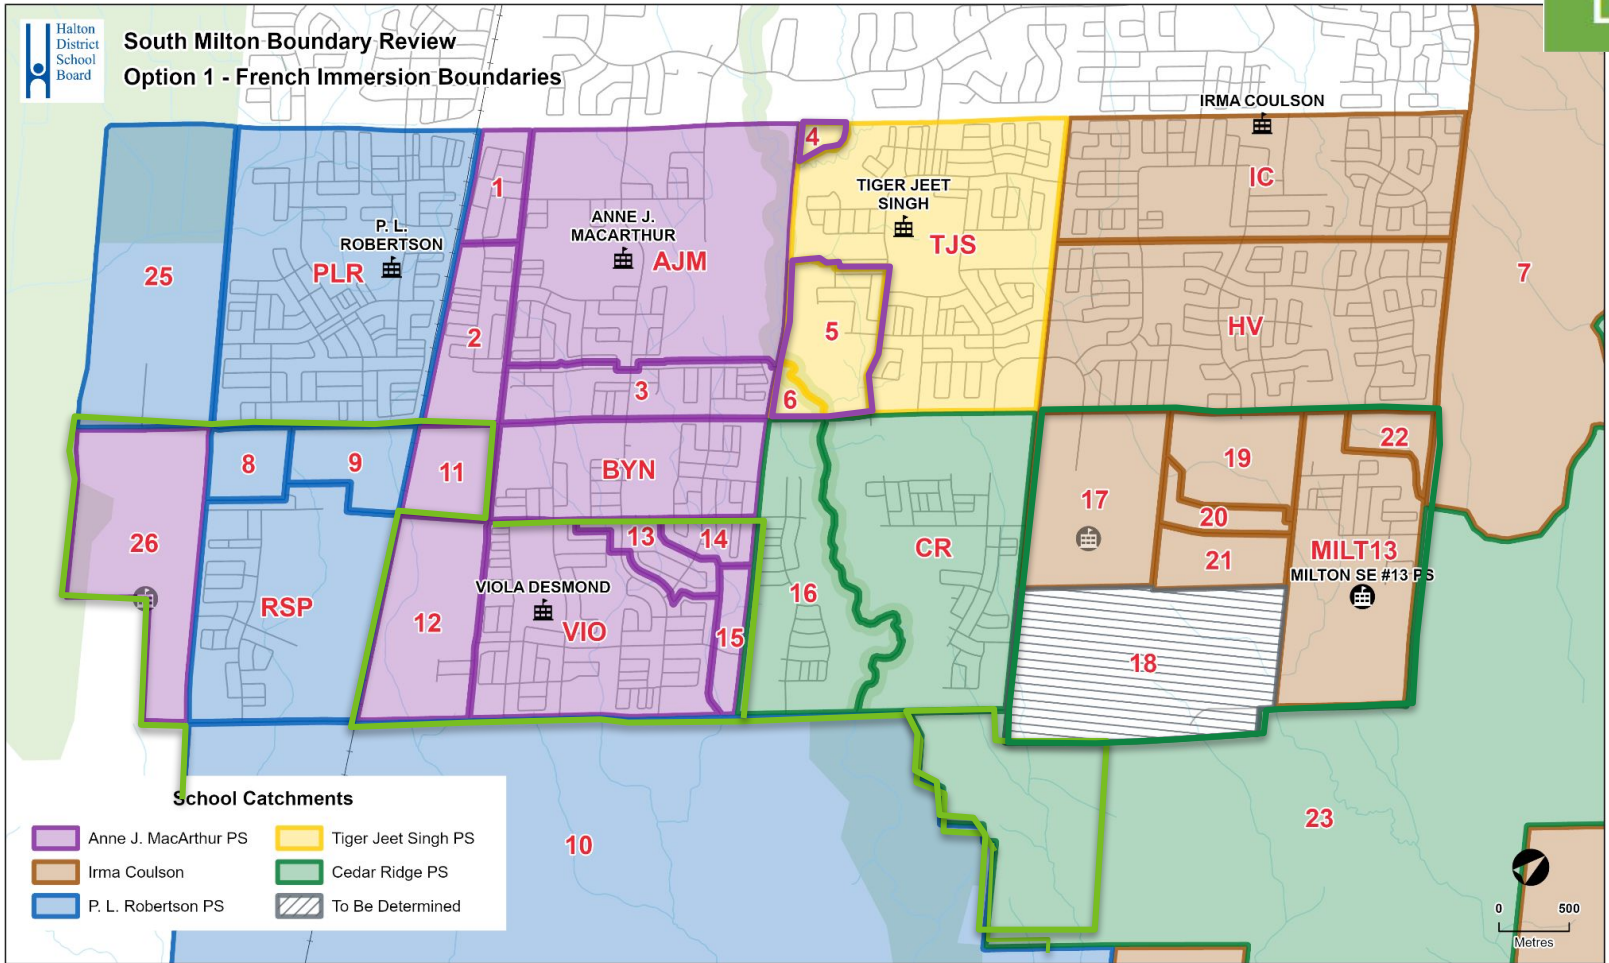 Halton
District
School
Board
South Milton Boundary Review
Option 1 - French Immersion Boundaries
IRMA COULSON
4
1
IC
TIGER JEET
SINGH
ANNE J.
MACARTHUR
P. L.
ROBERTSON
TJS
AJM
PLR
25
7
2
5
HV
3
6
22
8
9
11
BYN
19
17
20
26
13
14
CR
21
MILT13
MILTON SE #13 PS
VIOLA DESMOND
16
RSP
12
VIO
15
18
School Catchments
Anne J. MacArthur PS
Tiger Jeet Singh PS
Irma Coulson
Cedar Ridge PS
P. L. Robertson PS
To Be Determined
10
23
0 500
Metres